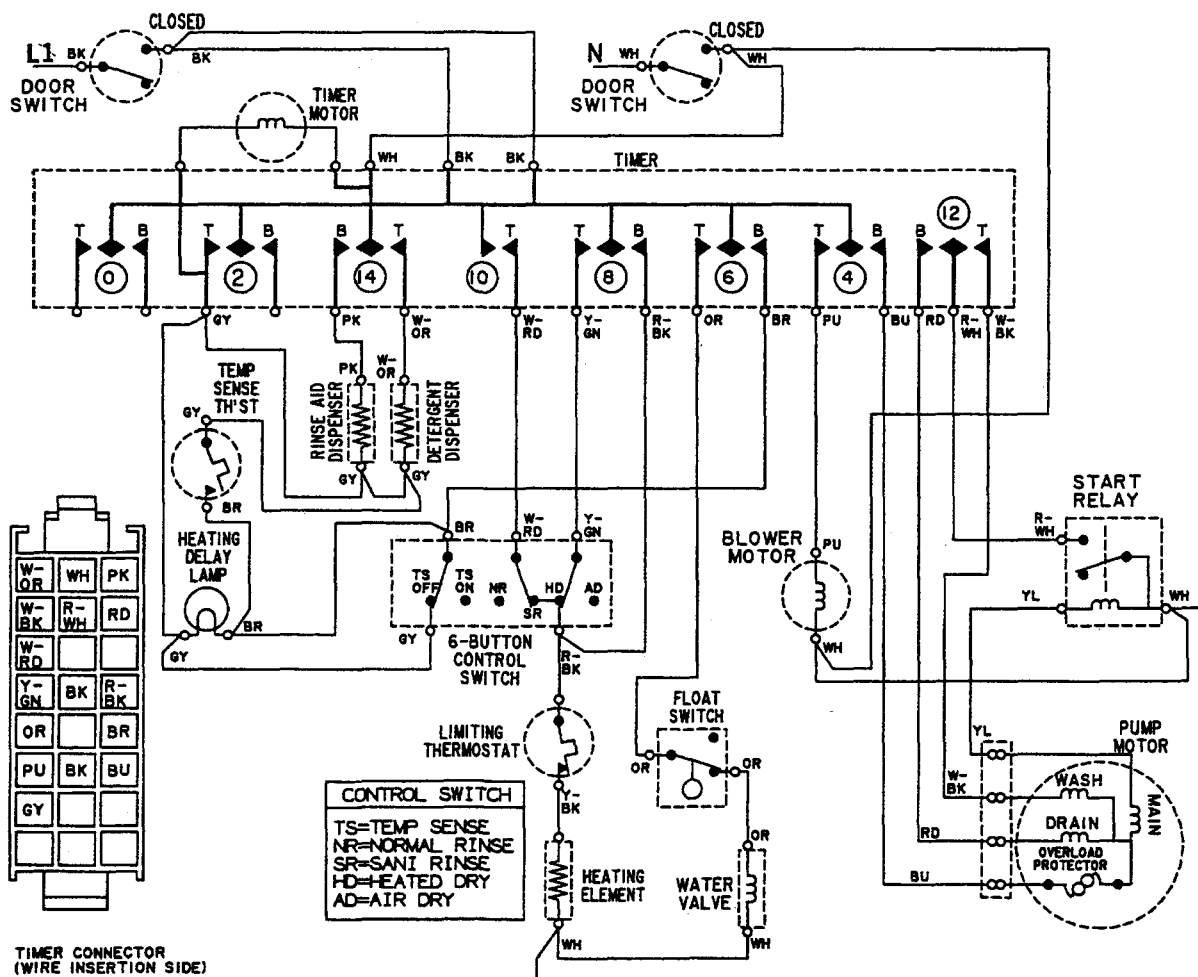 CLOSED
L1
BK
BK
DOOR
SWITCH
TIMER
MOTOR
CLOSED
N
WH
WH
DOOR
SWITCH
WH
BK
BK
TIMER
T
B
T
B
B
T
T
T
B
T
B
T
B
B
12
T
0
2
14
10
8
6
4
GY
PK
W-
OR
W-
RD
Y-
GN
R-
BK
OR
BR
PU
BU
RD
R-
WH
W-
BK
TEMP
SENSE
TH'ST
GY
PK
W-
OR
RINSE AID
DISPENSER
DETERGENT
DISPENSER
GY
GY
BR
HEATING
DELAY
LAMP
BR
GY
BR
W-
RD
Y-
GN
TS
OFF
TS
ON
NR
HD
AD
SR
GY
6-BUTTON
CONTROL
SWITCH
R-
BK
BLOWER
MOTOR
PU
WH
START
RELAY
R-
WH
YL
WH
W-
OR
WH
PK
W-
BK
R-
WH
RD
W-
RD
Y-
GN
BK
R-
BK
OR
BR
PU
BK
BU
GY
TIMER CONNECTOR
(WIRE INSERTION SIDE)
LIMITING
THERMOSTAT
Y-
BK
FLOAT
SWITCH
OR
OR
CONTROL SWITCH
TS=TEMP SENSE
NR=NORMAL RINSE
SR=SANI RINSE
HD=HEATED DRY
AD=AIR DRY
HEATING
ELEMENT
WH
OR
WATER
VALVE
WH
YL
PUMP
MOTOR
W-
BK
WASH
MAIN
RD
DRAIN
OVERLOAD
PROTECTOR
BU